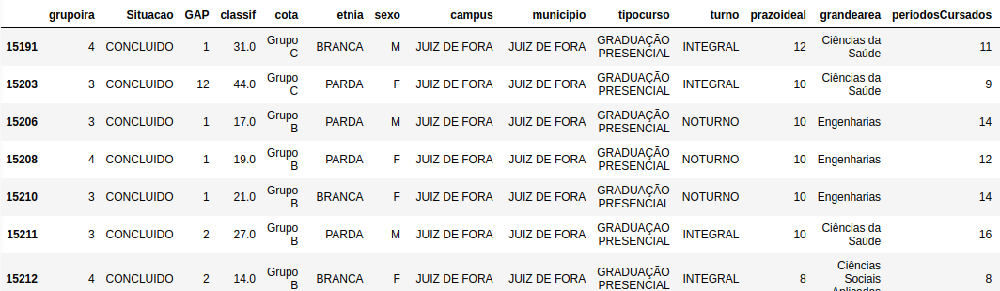 grupoira Situacao GAP classif cota etnia sexo campus municipio tipocurso turno prazoideal grandearea periodosCursados
15191 4 CONCLUIDO 1 31.0 Grupo C BRANCA M JUIZ DE FORA JUIZ DE FORA GRADUAÇÃO PRESENCIAL INTEGRAL 12 Ciências da Saúde 11
15203 3 CONCLUIDO 12 44.0 Grupo C PARDA F JUIZ DE FORA JUIZ DE FORA GRADUAÇÃO PRESENCIAL INTEGRAL 10 Ciências da Saúde 9
15206 3 CONCLUIDO 1 17.0 Grupo B PARDA M JUIZ DE FORA JUIZ DE FORA GRADUAÇÃO PRESENCIAL NOTURNO 10 Engenharias 14
15208 4 CONCLUIDO 1 19.0 Grupo B PARDA F JUIZ DE FORA JUIZ DE FORA GRADUAÇÃO PRESENCIAL NOTURNO 10 Engenharias 12
15210 3 CONCLUIDO 1 21.0 Grupo B BRANCA F JUIZ DE FORA JUIZ DE FORA GRADUAÇÃO PRESENCIAL NOTURNO 10 Engenharias 14
15211 3 CONCLUIDO 2 27.0 Grupo B PARDA M JUIZ DE FORA JUIZ DE FORA GRADUAÇÃO PRESENCIAL INTEGRAL 10 Ciências da Saúde 16
15212 4 CONCLUIDO 2 14.0 Grupo B BRANCA F JUIZ DE FORA JUIZ DE FORA GRADUAÇÃO PRESENCIAL INTEGRAL 8 Ciências Sociais 8